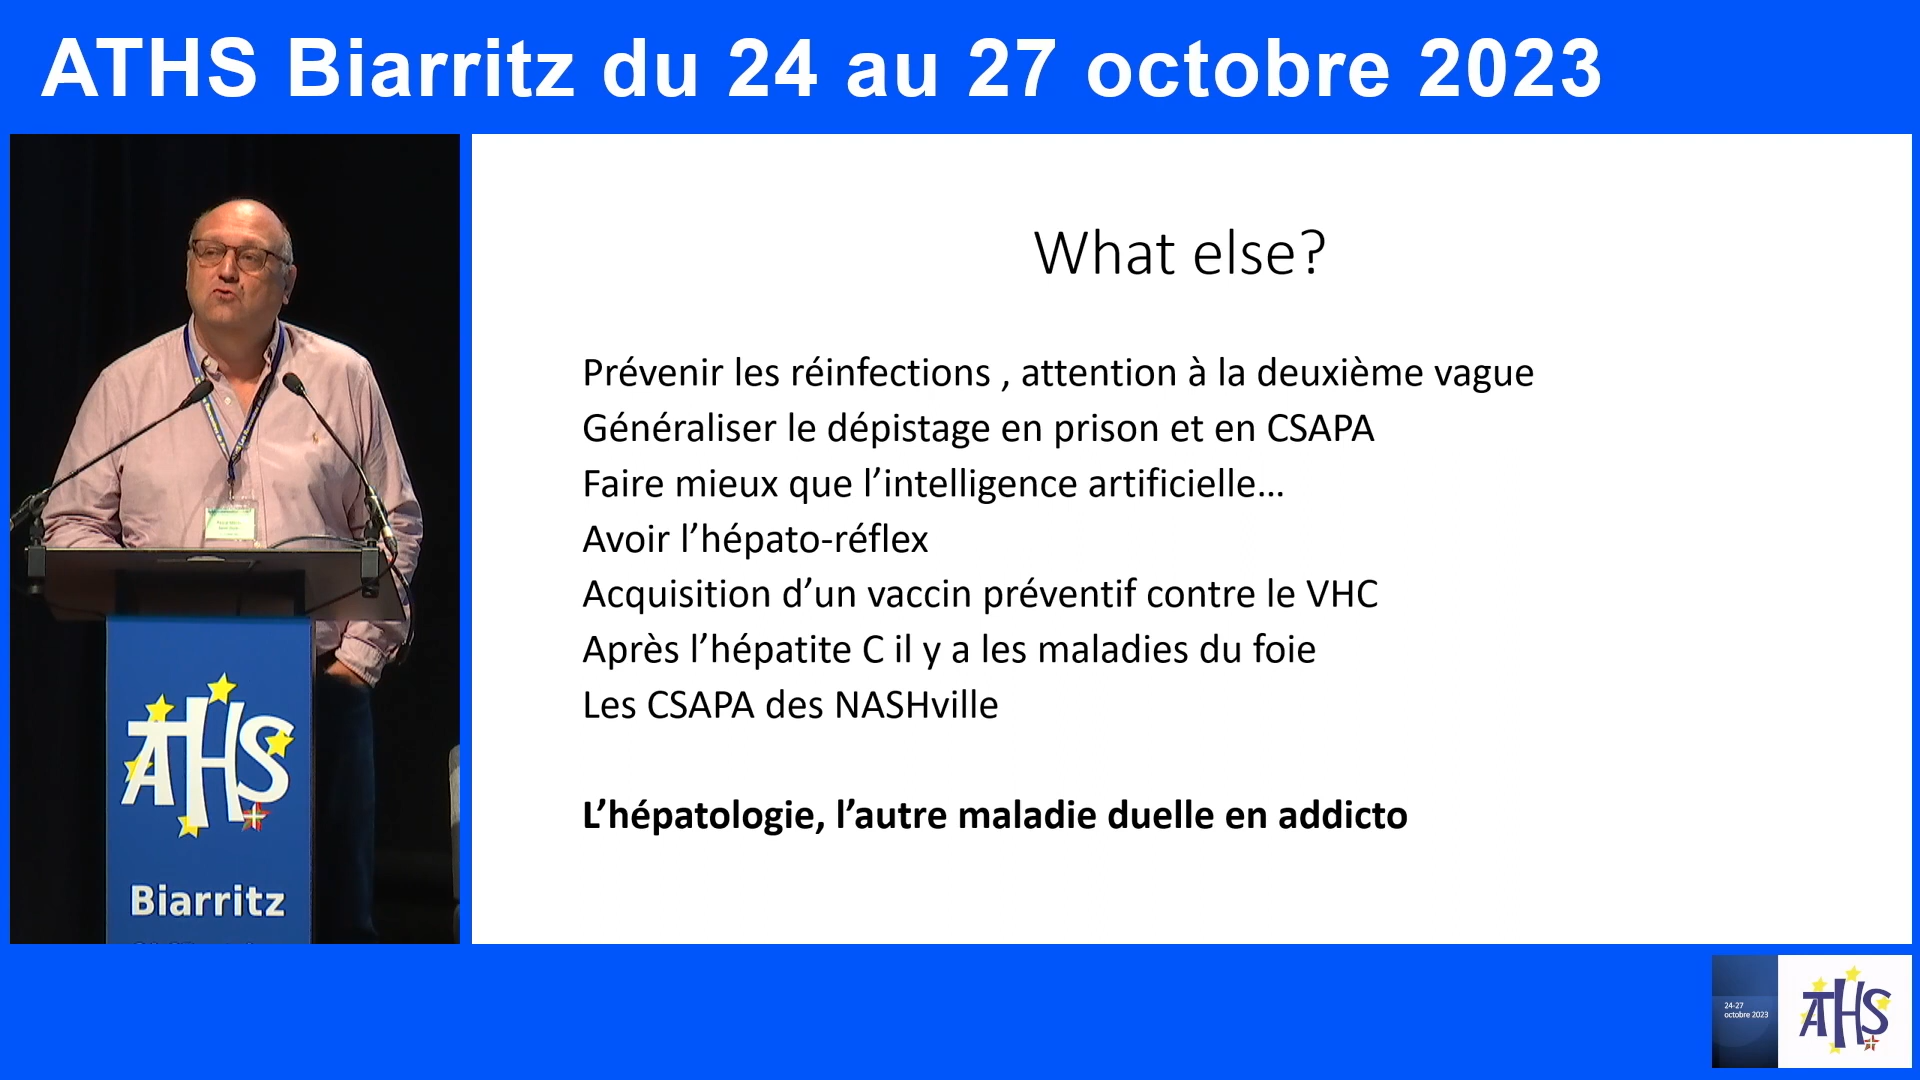 ATHS Biarritz du 24 au 27 octobre 2023
What else?
Prévenir les réinfections , attention à la deuxième vague
Généraliser le dépistage en prison et en CSAPA
Faire mieux que l’intelligence artificielle...
Avoir l’hépato-réflex
Acquisition d’un vaccin préventif contre le VHC
Après l’hépatite C il y a les maladies du foie
Les CSAPA des NASHville
L’hépatologie, l’autre maladie duelle en addicto
ATHS
Biarritz
24-27
octobre 2023
ATHS